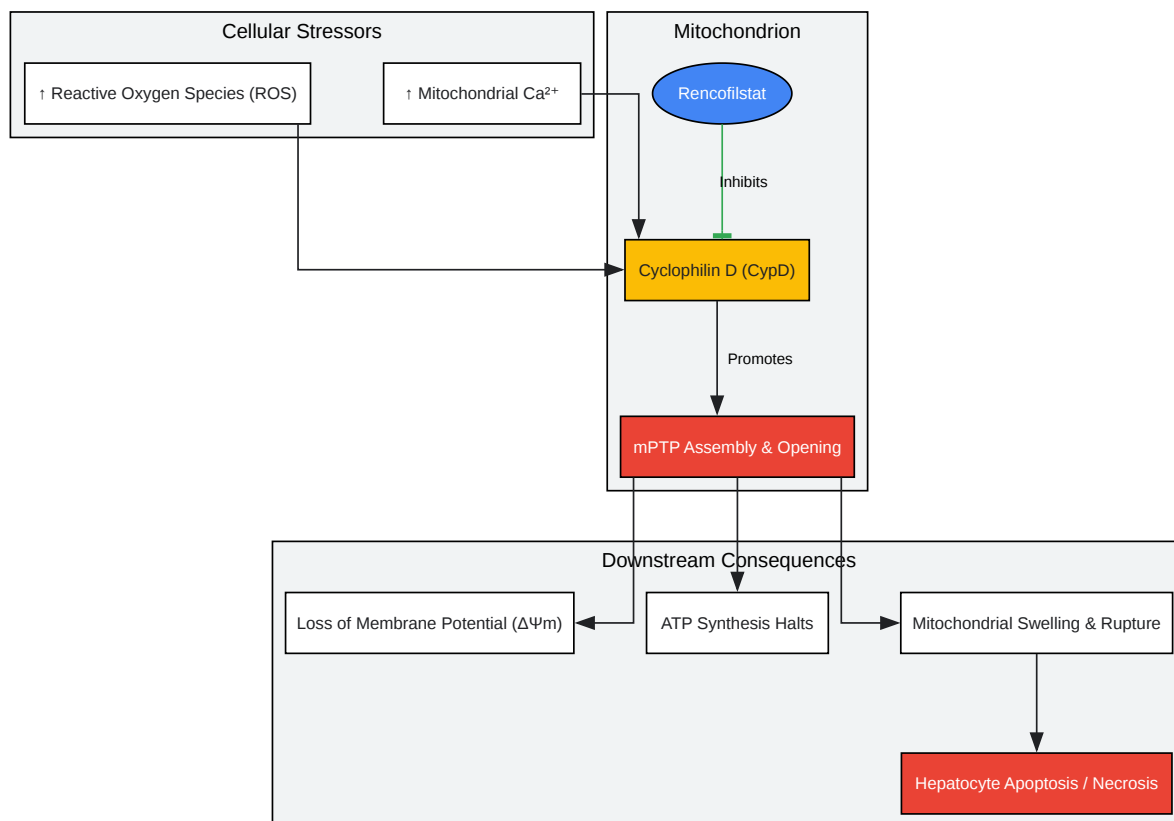 Cellular Stressors
Mitochondrion
↑ Reactive Oxygen Species (ROS)
↑ Mitochondrial Ca²⁺
Rencofilstat
Inhibits
Cyclophilin D (CypD)
Promotes
mPTP Assembly & Opening
Downstream Consequences
Loss of Membrane Potential (ΔΨm)
ATP Synthesis Halts
Mitochondrial Swelling & Rupture
Hepatocyte Apoptosis / Necrosis